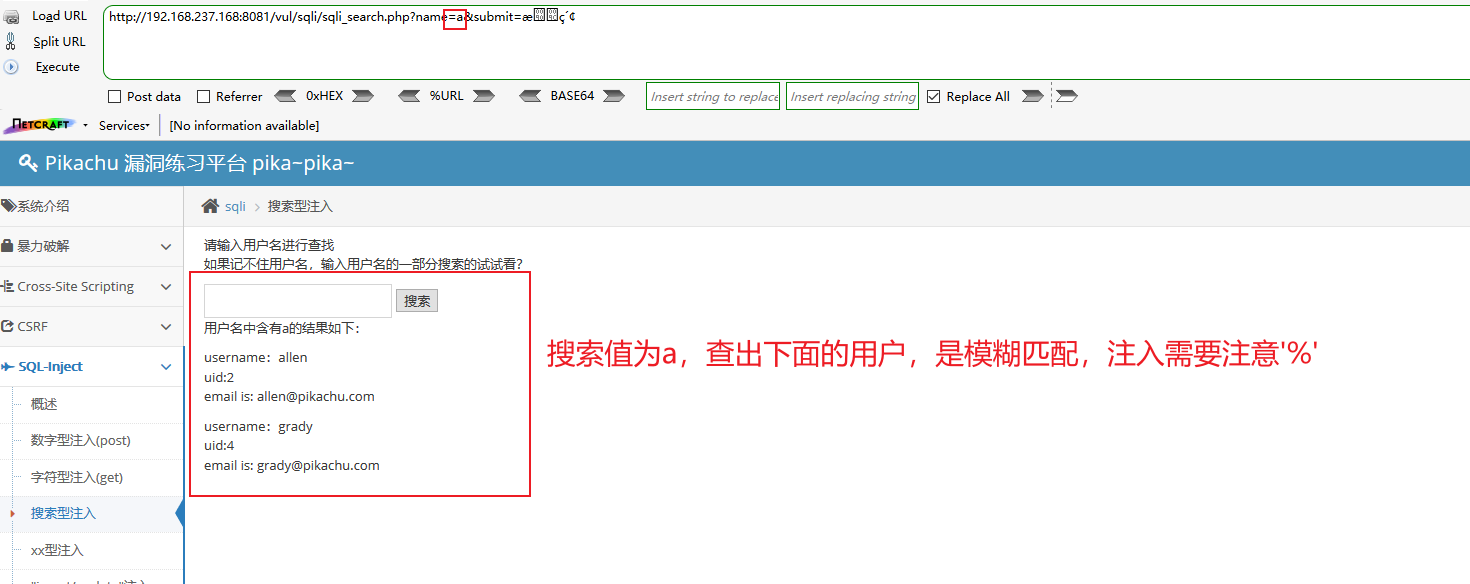 Load URL
http://192.168.237.168:8081/vul/sqli/sqli_search.php?name=a&submit=æç´¢
Split URL
Execute
Post data Referrer 0xHEX %URL BASE64 Insert string to replace Insert replacing string Replace All
NETCRAFT Services [No information available]
Pikachu 漏洞练习平台 pika~pika~
系统介绍
sqli > 搜索型注入
暴力破解
Cross-Site Scripting
CSRF
SQL-Inject
概述
数字型注入(post)
字符型注入(get)
搜索型注入
xx型注入
请输入用户名进行查找
如果记不住用户名，输入用户名的一部分搜索的试试看?
搜索
用户名中含有a的结果如下：
username：allen
uid:2
email is: allen@pikachu.com
username：grady
uid:4
email is: grady@pikachu.com
搜索值为a，查出下面的用户，是模糊匹配，注入需要注意'%'